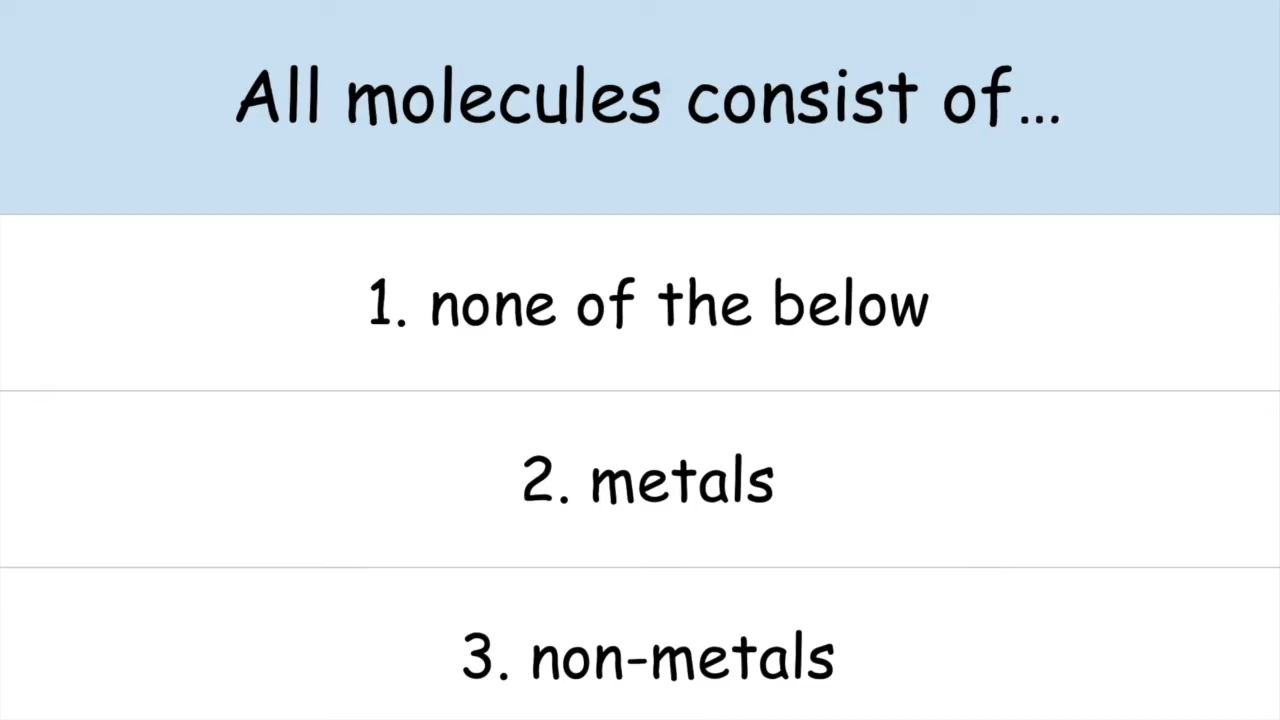 All molecules consist of...
1. none of the below
2. metals
3. non-metals